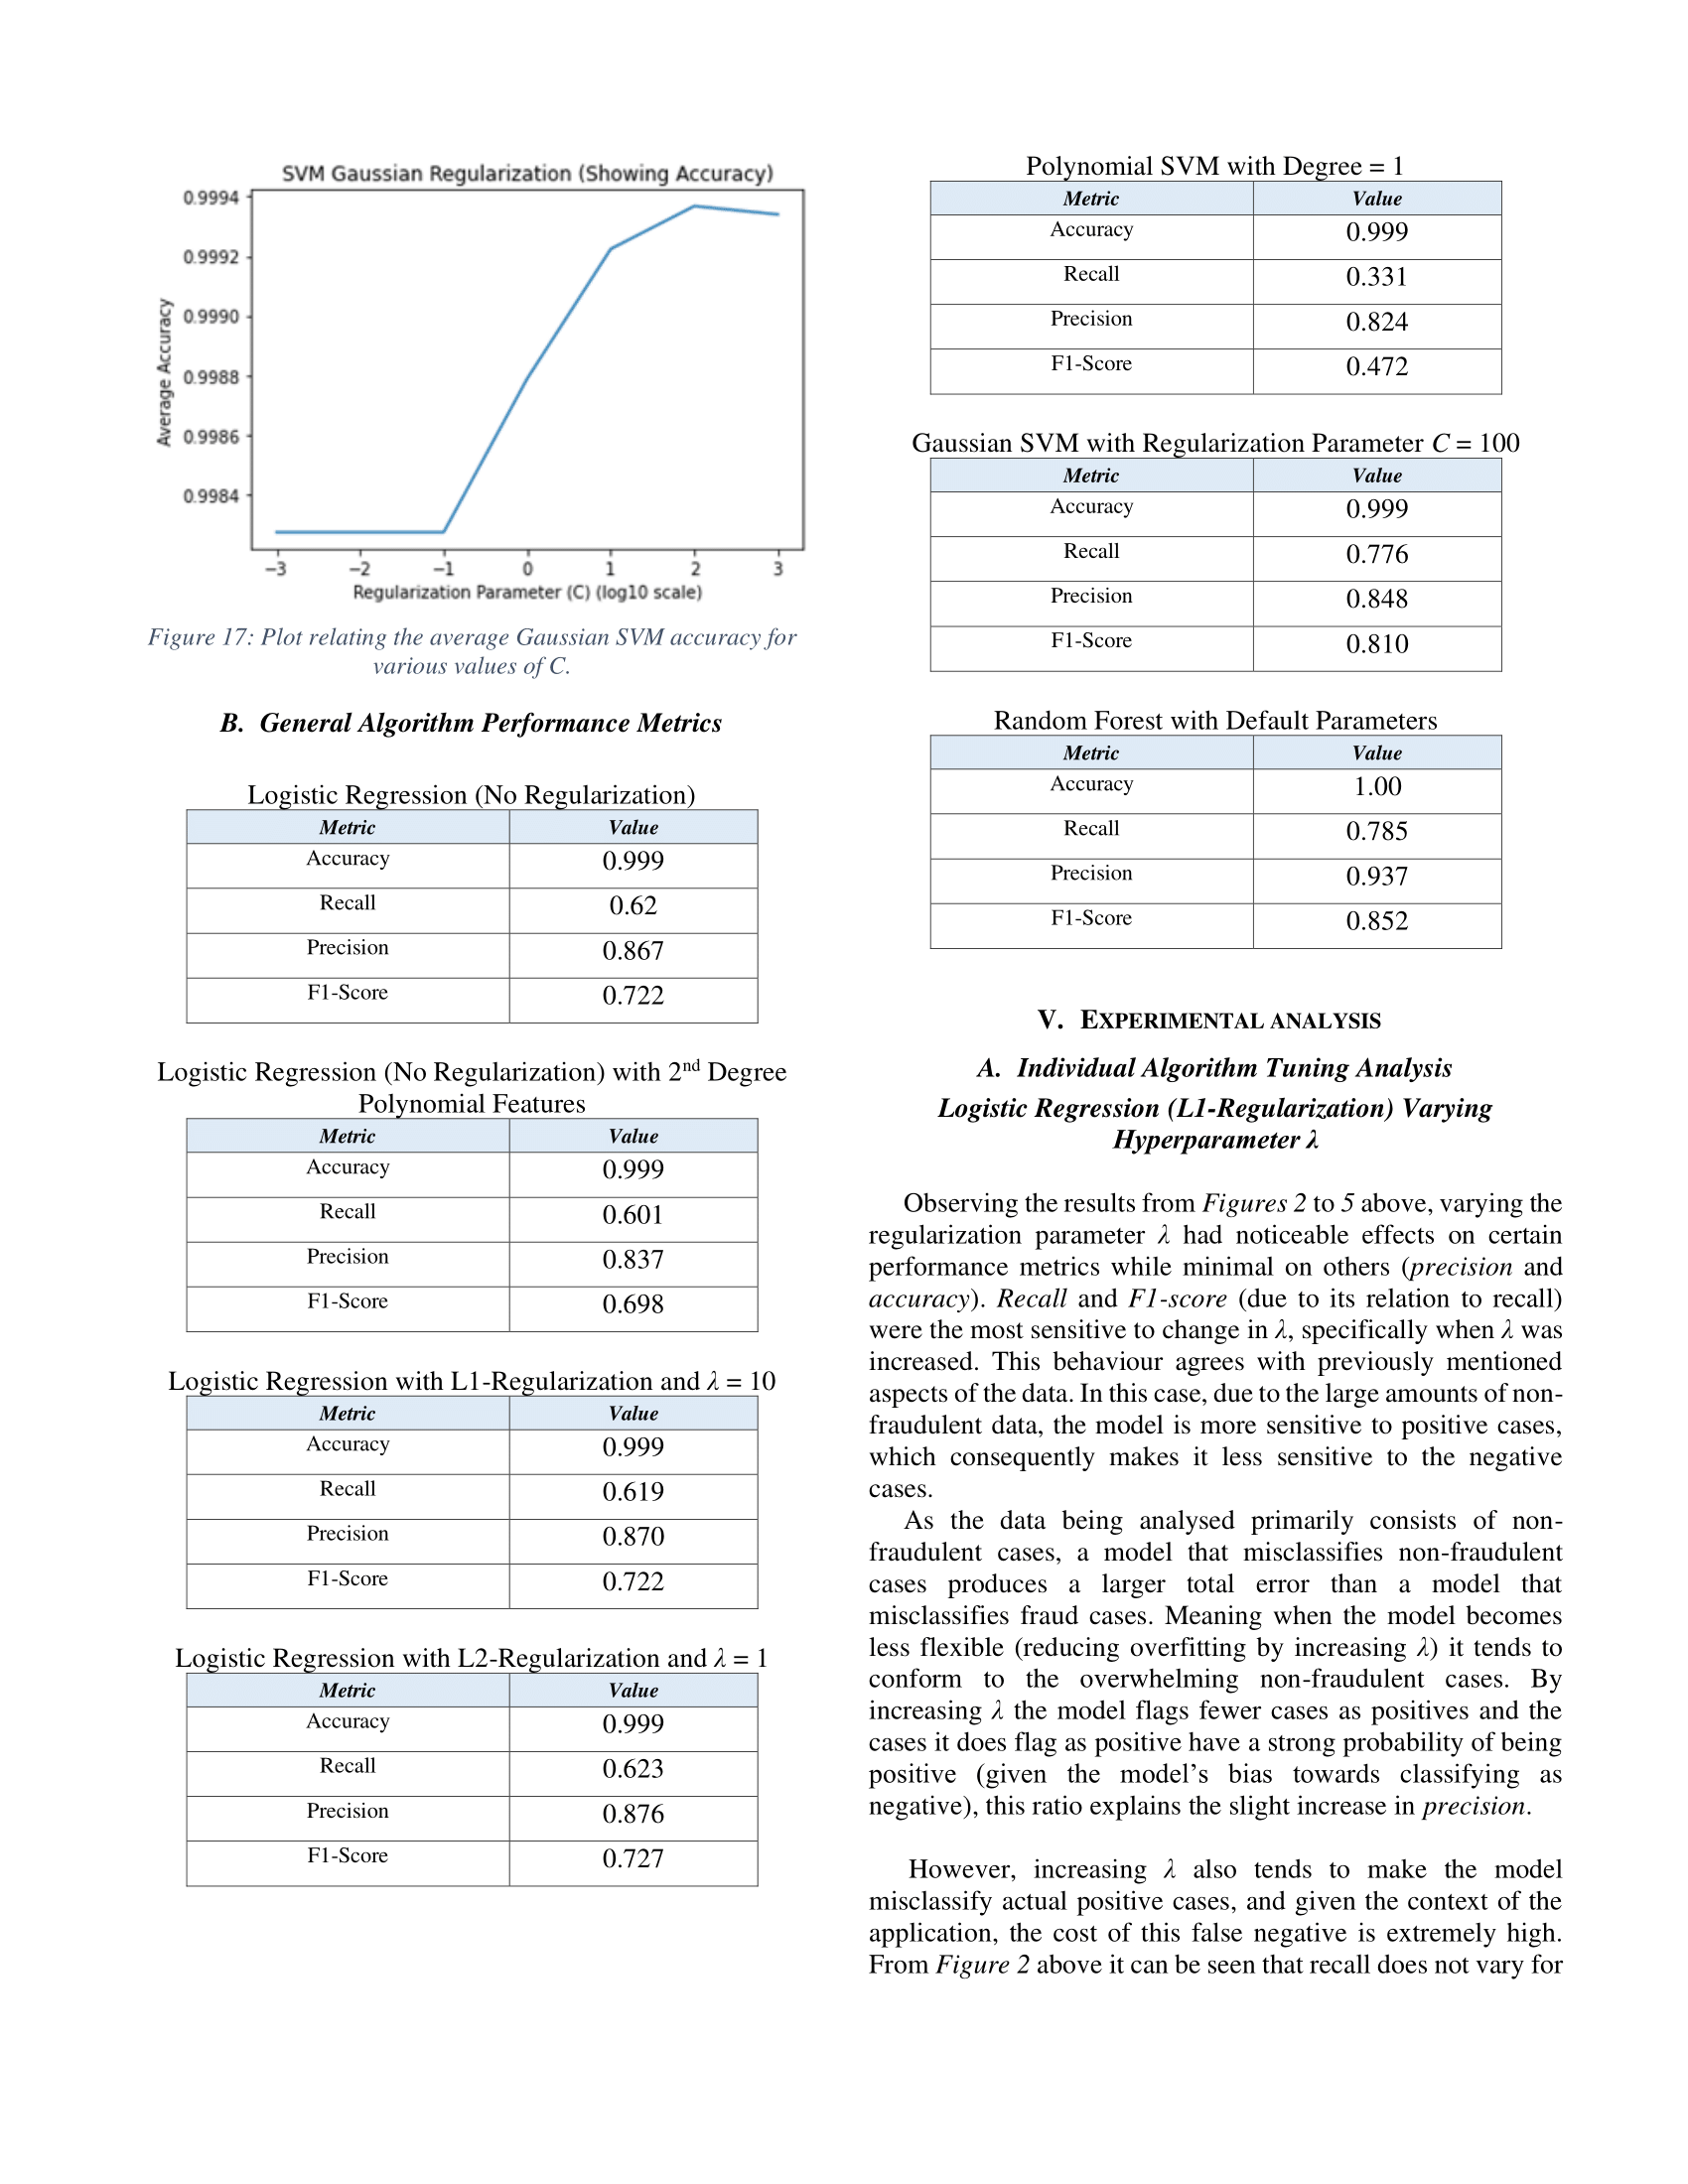 SVM Gaussian Regularization (Showing Accuracy)
0.9994
0.9992
0.9990
0.9988
0.9986
0.9984
Average Accuracy
−3 −2 −1 0 1 2 3
Regularization Parameter (C) (log10 scale)
Figure 17: Plot relating the average Gaussian SVM accuracy for
various values of C.
B. General Algorithm Performance Metrics
Logistic Regression (No Regularization)
Metric Value
Accuracy 0.999
Recall 0.62
Precision 0.867
F1-Score 0.722
Logistic Regression (No Regularization) with 2nd Degree
Polynomial Features
Metric Value
Accuracy 0.999
Recall 0.601
Precision 0.837
F1-Score 0.698
Logistic Regression with L1-Regularization and λ = 10
Metric Value
Accuracy 0.999
Recall 0.619
Precision 0.870
F1-Score 0.722
Logistic Regression with L2-Regularization and λ = 1
Metric Value
Accuracy 0.999
Recall 0.623
Precision 0.876
F1-Score 0.727
Polynomial SVM with Degree = 1
Metric Value
Accuracy 0.999
Recall 0.331
Precision 0.824
F1-Score 0.472
Gaussian SVM with Regularization Parameter C = 100
Metric Value
Accuracy 0.999
Recall 0.776
Precision 0.848
F1-Score 0.810
Random Forest with Default Parameters
Metric Value
Accuracy 1.00
Recall 0.785
Precision 0.937
F1-Score 0.852
V. EXPERIMENTAL ANALYSIS
A. Individual Algorithm Tuning Analysis
Logistic Regression (L1-Regularization) Varying
Hyperparameter λ
Observing the results from Figures 2 to 5 above, varying the
regularization parameter λ had noticeable effects on certain
performance metrics while minimal on others (precision and
accuracy). Recall and F1-score (due to its relation to recall)
were the most sensitive to change in λ, specifically when λ was
increased. This behaviour agrees with previously mentioned
aspects of the data. In this case, due to the large amounts of non-
fraudulent data, the model is more sensitive to positive cases,
which consequently makes it less sensitive to the negative
cases.
As the data being analysed primarily consists of non-
fraudulent cases, a model that misclassifies non-fraudulent
cases produces a larger total error than a model that
misclassifies fraud cases. Meaning when the model becomes
less flexible (reducing overfitting by increasing λ) it tends to
conform to the overwhelming non-fraudulent cases. By
increasing λ the model flags fewer cases as positives and the
cases it does flag as positive have a strong probability of being
positive (given the model’s bias towards classifying as
negative), this ratio explains the slight increase in precision.
However, increasing λ also tends to make the model
misclassify actual positive cases, and given the context of the
application, the cost of this false negative is extremely high.
From Figure 2 above it can be seen that recall does not vary for